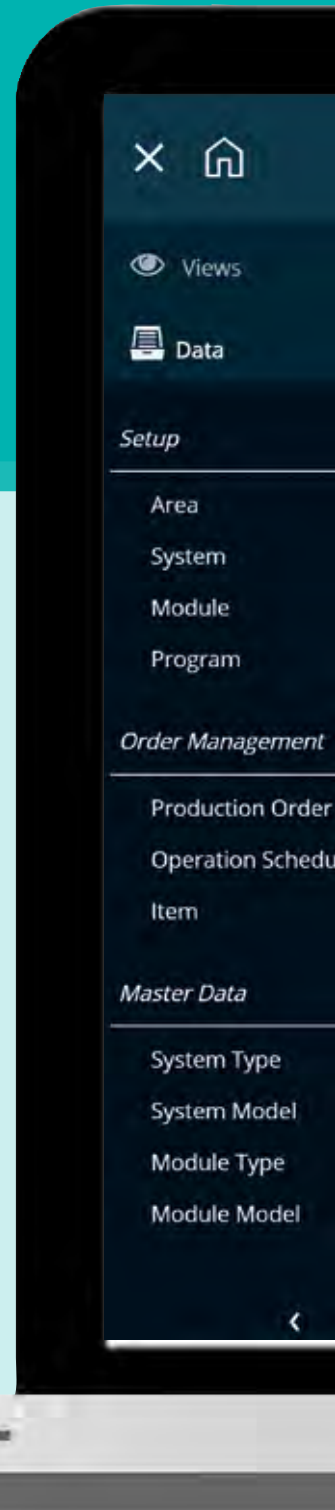 Views
Data
Setup
Area
System
Module
Program
Order Management
Production Order
Operation Schedu
Item
Master Data
System Type
System Model
Module Type
Module Model